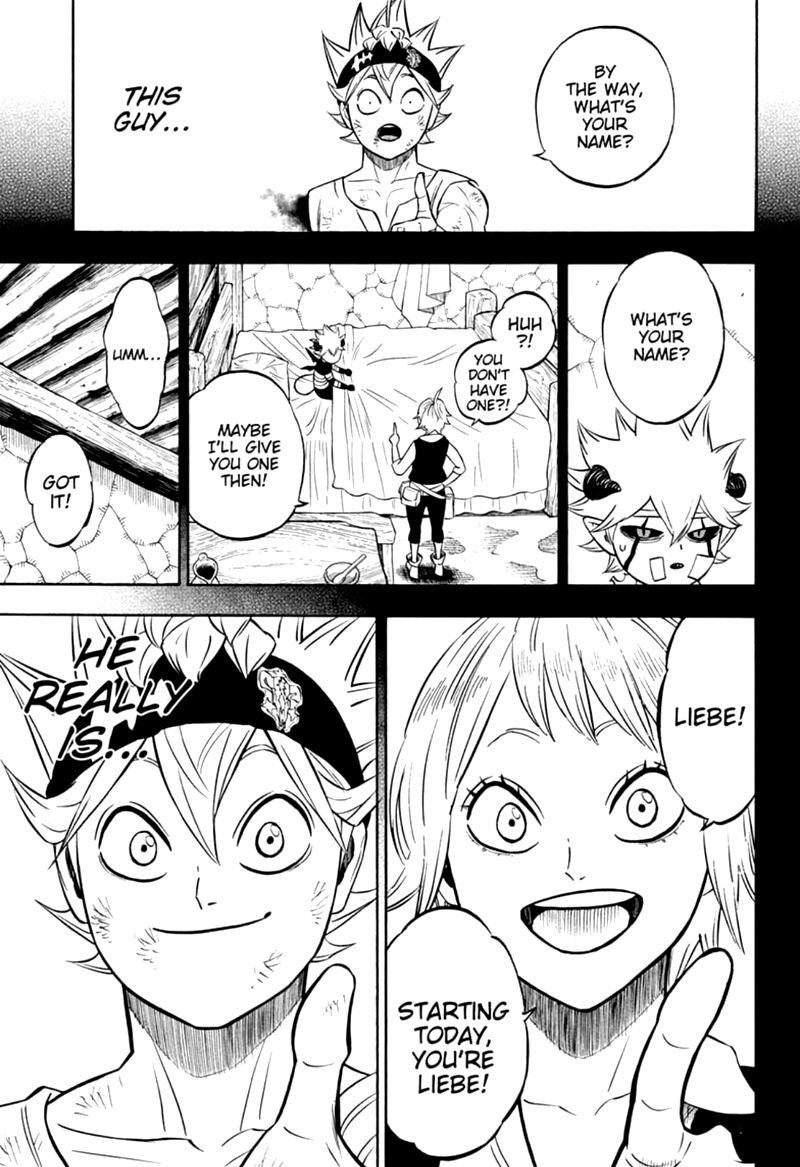 BY
THE WAY,
WHAT'S
YOUR
NAME?
THIS
GUY...
WHAT'S
YOUR
NAME?
HUH
?!
YOU
DON'T
HAVE
ONE?!
MAYBE
I'LL GIVE
YOU ONE
THEN!
UMM...
GOT
IT!
LIEBE!
STARTING
TODAY,
YOU'RE
LIEBE!
HE
REALLY
IS...